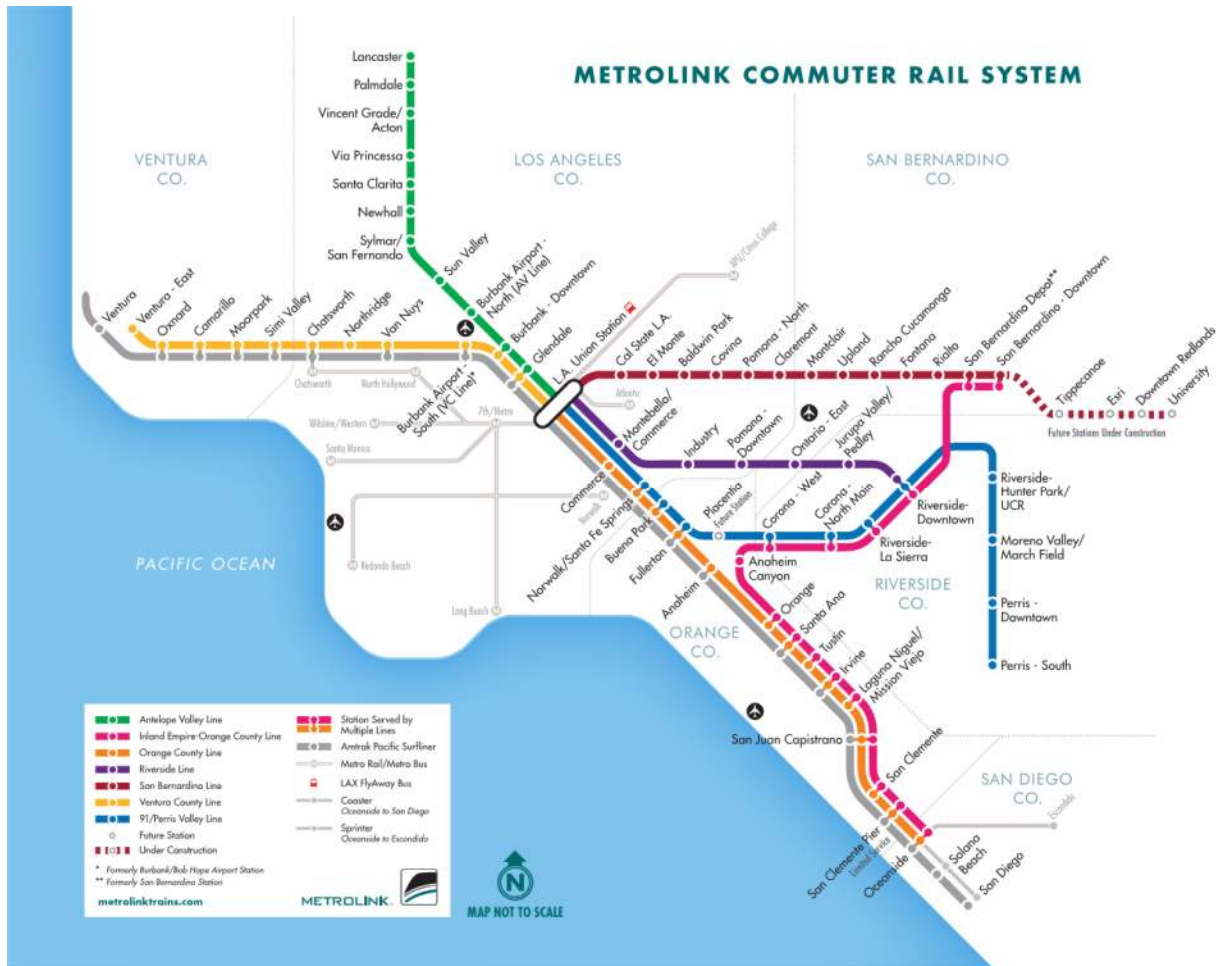 METROLINK COMMUTER RAIL SYSTEM
VENTURA
CO.
LOS ANGELES
CO.
SAN BERNARDINO
CO.
Lancaster
Palmdale
Vincent Grade/
Acton
Via Princessa
Santa Clarita
Newhall
Sylmar/
San Fernando
Sun Valley
Burbank Airport -
North (AV Line)
Burbank - Downtown
Glendale
L.A. Union Station
APU/Citrus College
M
Ventura
Ventura - East
Oxnard
Camarillo
Moorpark
Simi Valley
Chatsworth
Northridge
Van Nuys
Burbank Airport -
South (VC Line)*
M
Chatsworth
M
North Hollywood
Wilshire/Western M
7th/Metro
M
Santa Monica
M
Atlantic
M
Cal State L.A.
El Monte
Baldwin Park
Covina
Pomona - North
Claremont
Montclair
Upland
Rancho Cucamonga
Fontana
Rialto
San Bernardino Depot**
San Bernardino - Downtown
Tippecanoe
Esri
Downtown Redlands
University
Future Stations Under Construction
Montebello/
Commerce
Industry
Pomona -
Downtown
Ontario - East
Jurupa Valley/
Pedley
Riverside-
Downtown
Commerce
M
Norwalk
Norwalk/Santa Fe Springs
Buena Park
Fullerton
Placentia
Future Station
Corona - West
Corona -
North Main
Riverside-
La Sierra
Riverside-
Hunter Park/
UCR
Moreno Valley/
March Field
Perris -
Downtown
Perris - South
RIVERSIDE
CO.
Anaheim
Canyon
Anaheim
Orange
Santa Ana
Tustin
Irvine
Laguna Niguel/
Mission Viejo
ORANGE
CO.
M Redondo Beach
Long Beach M
PACIFIC OCEAN
San Juan Capistrano
San Clemente
San Clemente Pier
Limited Service
Oceanside
Solana
Beach
San Diego
SAN DIEGO
CO.
Escondido
Antelope Valley Line
Inland Empire-Orange County Line
Orange County Line
Riverside Line
San Bernardino Line
Ventura County Line
91/Perris Valley Line
Future Station
Under Construction
* Formerly Burbank/Bob Hope Airport Station
** Formerly San Bernardino Station
metrolinktrains.com
Station Served by
Multiple Lines
Amtrak Pacific Surfliner
Metro Rail/Metro Bus
LAX FlyAway Bus
Coaster
Oceanside to San Diego
Sprinter
Oceanside to Escondido
METROLINK
N
MAP NOT TO SCALE